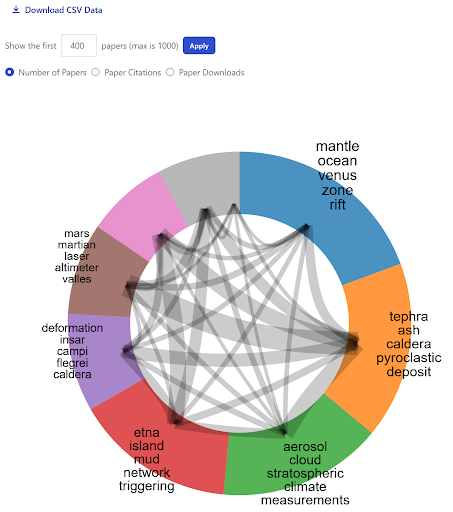 Download CSV Data
Show the first 400 papers (max is 1000) Apply
Number of Papers Paper Citations Paper Downloads
mantle
ocean
venus
zone
rift
mars
martian
laser
altimeter
valles
tephra
ash
caldera
pyroclastic
deposit
deformation
insar
campi
flegrei
caldera
etna
island
mud
network
triggering
aerosol
cloud
stratospheric
climate
measurements